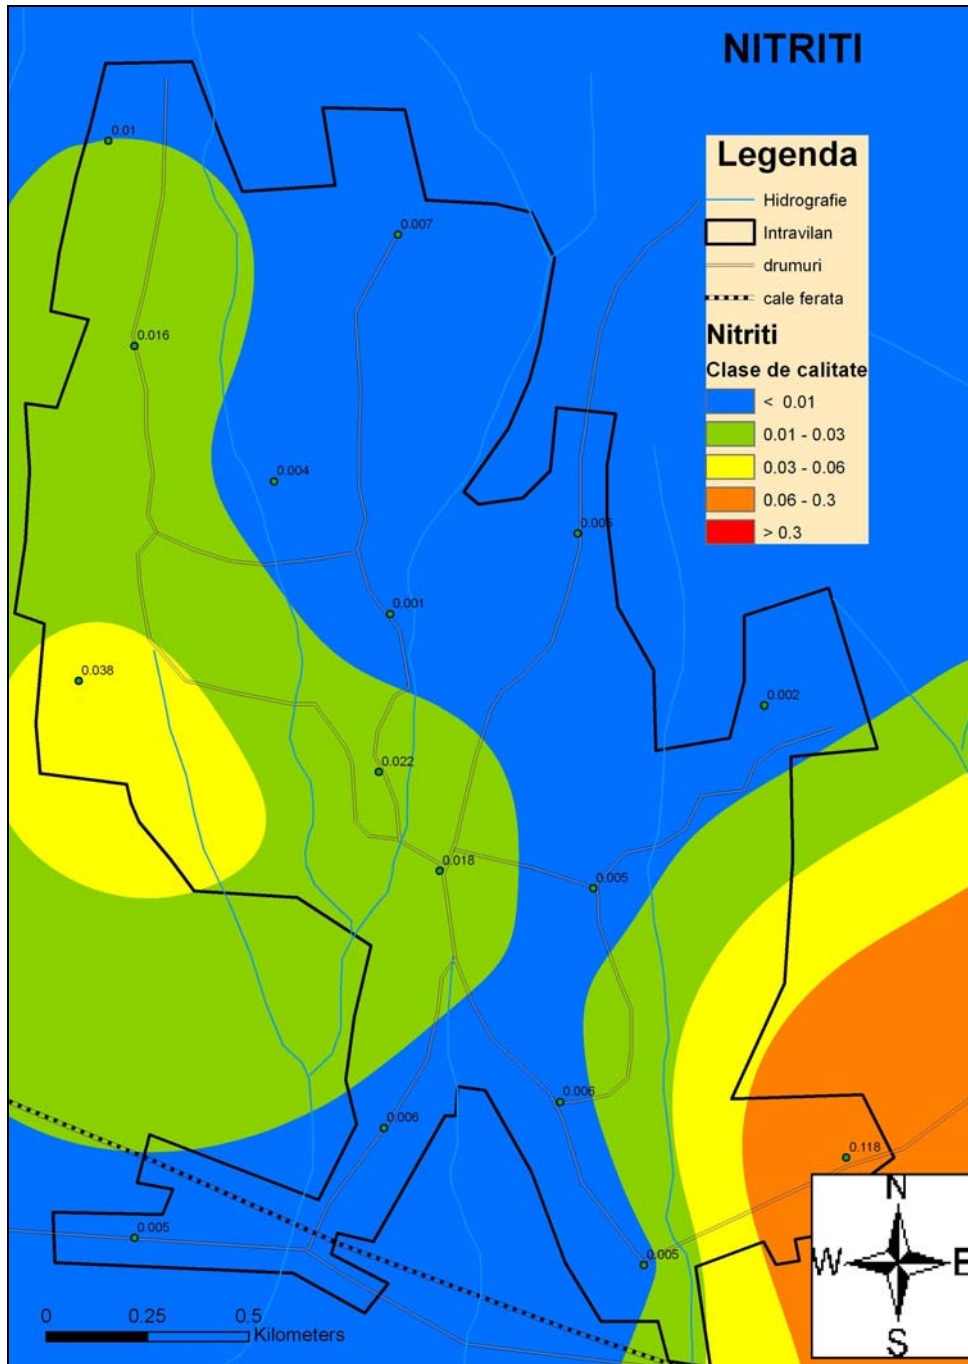 NITRITI
Legenda
Hidrografie
Intravilan
drumuri
cale ferata
Nitriti
Clase de calitate
< 0.01
0.01 - 0.03
0.03 - 0.06
0.06 - 0.3
> 0.3
0.01
0.007
0.016
0.004
0.005
0.001
0.038
0.002
0.022
0.018
0.005
0.006
0.006
0.118
0.005
0.005
N
W E
S
0 0.25 0.5
Kilometers